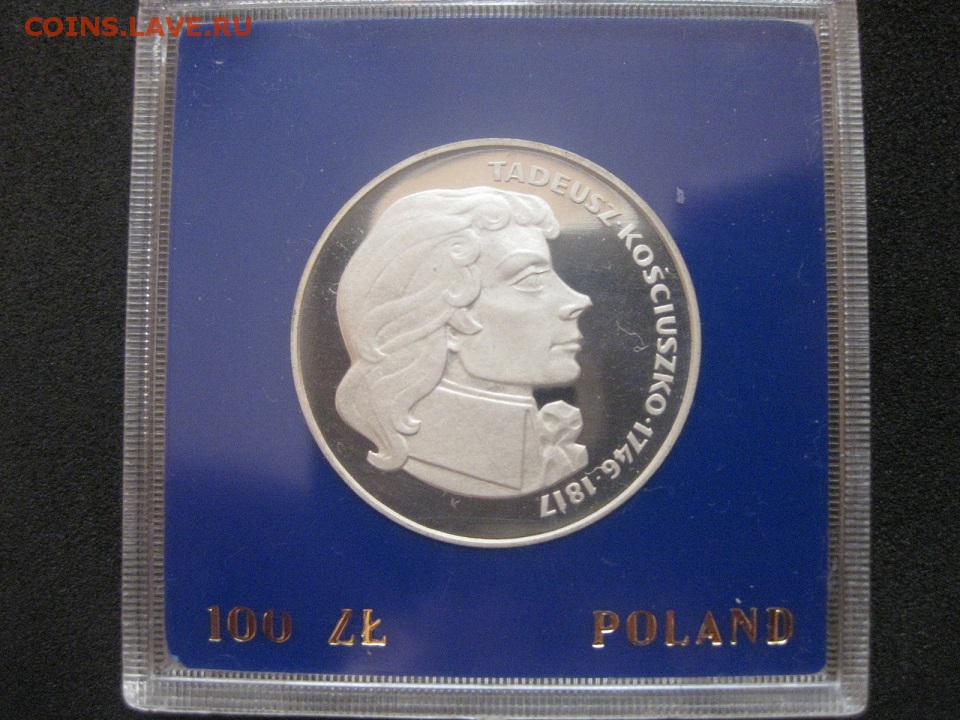 COINS.LAVE.RU
TADEUSZ·KOŚCIUSZKO·1746·1817
100 ZŁ POLAND